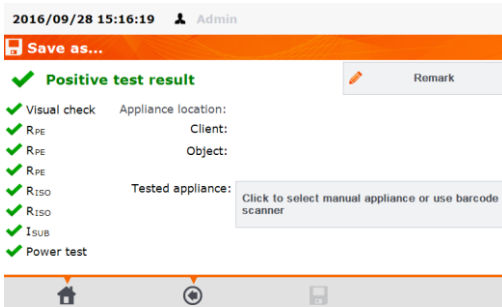 2016/09/28 15:16:19 Admin
Save as...
Positive test result
Remark
Visual check
Appliance location:
RPE
Client:
RPE
Object:
RPE
RISO
Tested appliance:
Click to select manual appliance or use barcode
scanner
RISO
ISUB
Power test